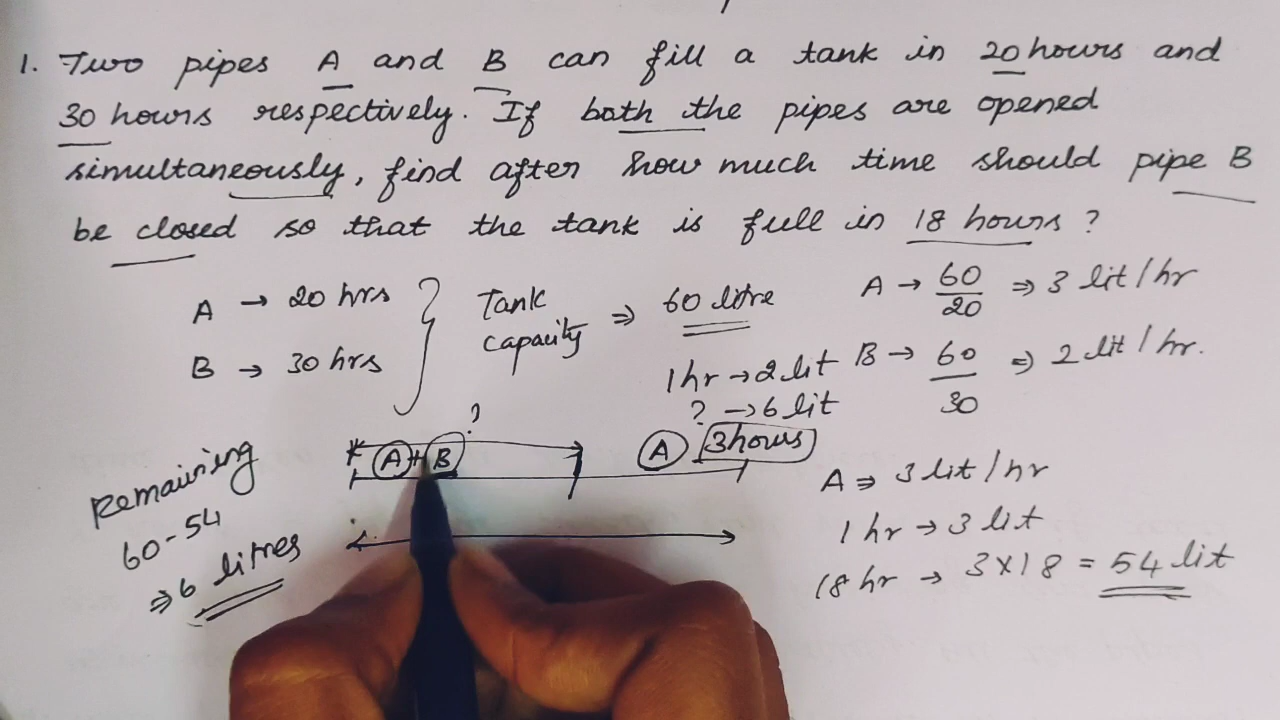 1. Two pipes A and B can fill a tank in 20 hours and
30 hours respectively. If both the pipes are opened
simultaneously, find after how much time should pipe B
be closed so that the tank is full in 18 hours ?
A → 20 hrs
B → 30 hrs
Tank
capacity ⇒ 60 litre
A → 60/20 ⇒ 3 lit/hr
B → 60/30 ⇒ 2 lit/hr.
1hr → 2 lit
? → 6 lit
?
A + B
A 3hours
Remaining
60-54
⇒ 6 litres
A ⇒ 3 lit/hr
1 hr → 3 lit
18 hr → 3×18 = 54 lit